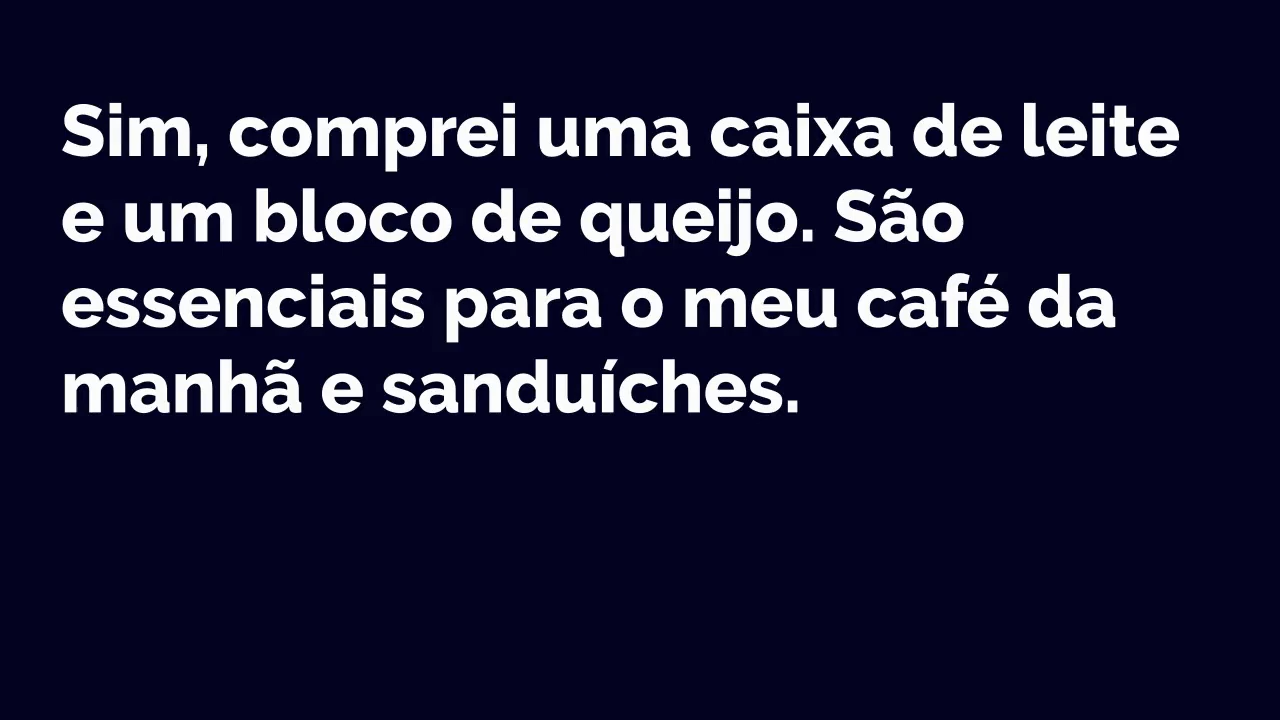 Sim, comprei uma caixa de leite
e um bloco de queijo. São
essenciais para o meu café da
manhã e sanduíches.